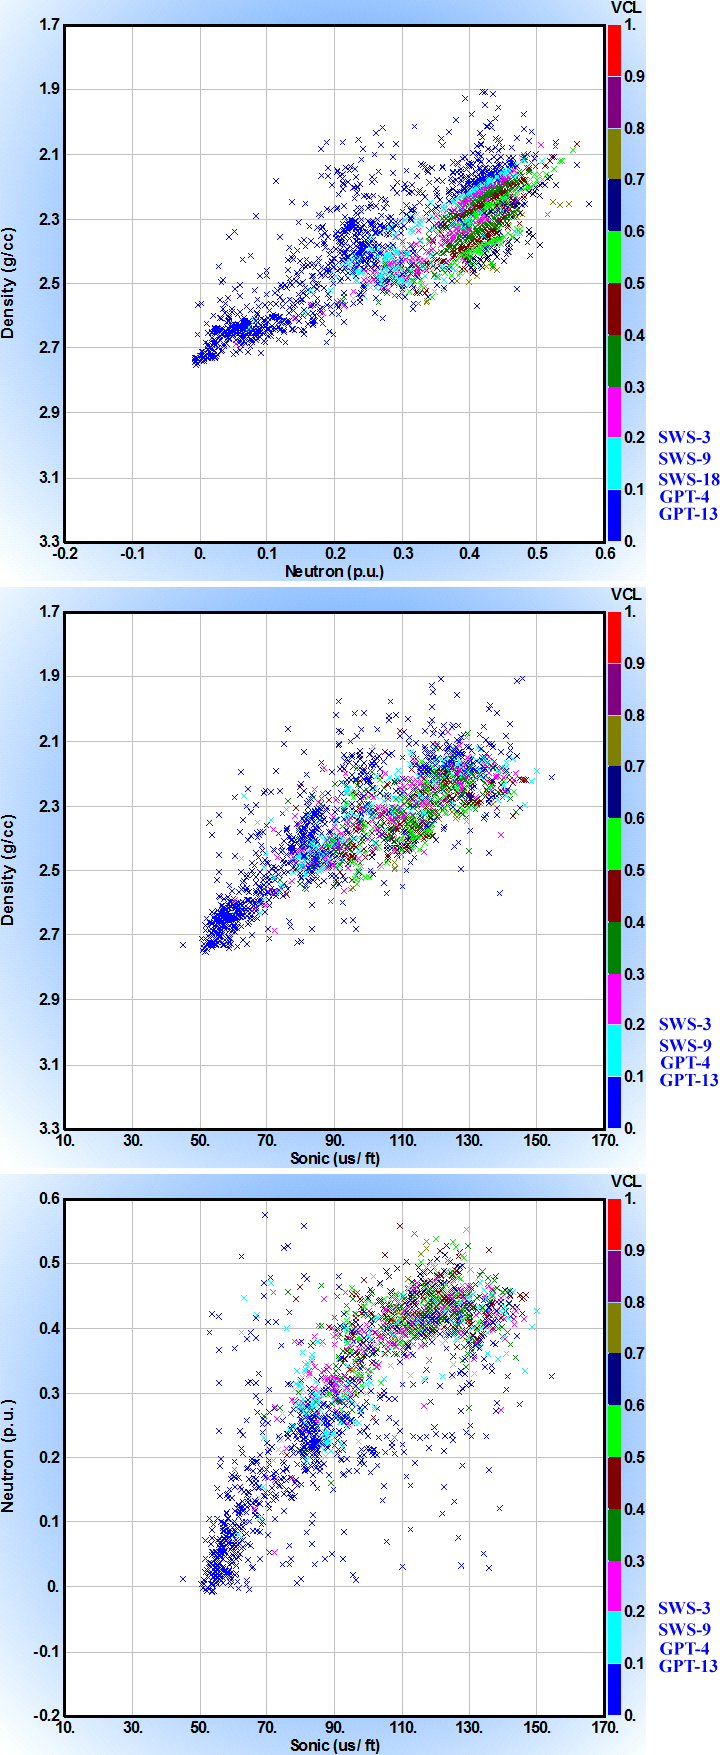 VCL
1.7
1.
1.9
0.9
0.8
2.1
0.7
2.3
0.6
Density (g/cc)
2.5
0.5
0.4
2.7
0.3
2.9
0.2
SWS-3
SWS-9
3.1
SWS-18
0.1
GPT-4
GPT-13
3.3
0.
-0.2 -0.1 0. 0.1 0.2 0.3 0.4 0.5 0.6
Neutron (p.u.)
VCL
1.7
1.
1.9
0.9
0.8
2.1
0.7
2.3
0.6
Density (g/cc)
2.5
0.5
0.4
2.7
0.3
2.9
0.2
SWS-3
SWS-9
3.1
GPT-4
0.1
GPT-13
3.3
0.
10. 50. 70. 90. 110. 130. 150. 170.
Sonic (us/ ft)
VCL
0.6
1.
0.5
0.9
0.8
0.4
0.7
0.3
0.6
Neutron (p.u.)
0.2
0.5
0.4
0.1
0.3
0.
0.2
SWS-3
SWS-9
-0.1
GPT-4
0.1
GPT-13
-0.2
0.
10. 50. 70. 90. 110. 130. 150. 170.
Sonic (us/ ft)